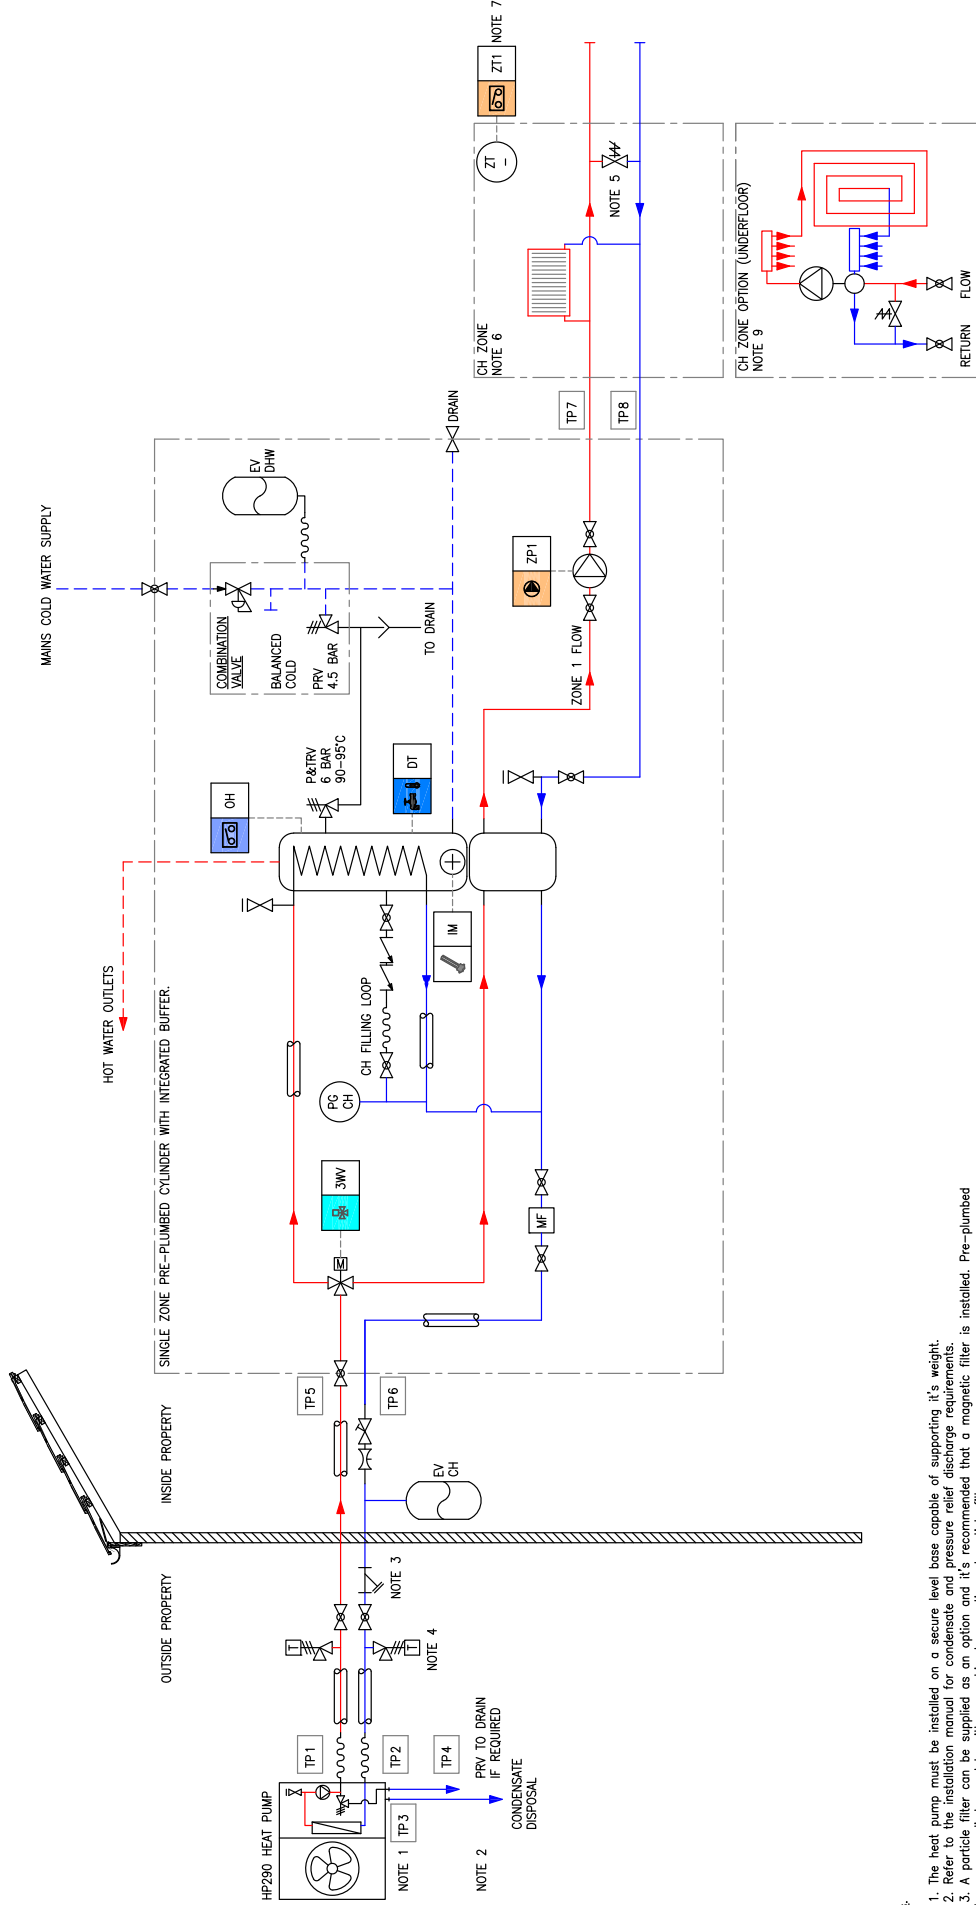 MAINS COLD WATER SUPPLY
HOT WATER OUTLETS
SINGLE ZONE PRE-PLUMBED CYLINDER WITH INTEGRATED BUFFER.
INSIDE PROPERTY
OUTSIDE PROPERTY
HP290 HEAT PUMP
TP1
TP2
TP3
TP4
NOTE 1
NOTE 2
PRV TO DRAIN
IF REQUIRED
CONDENSATE
DISPOSAL
T
T
NOTE 4
NOTE 3
EV
CH
TP5
TP6
M
3WV
PG
CH
CH FILLING LOOP
MF
IM
OH
P&TRV
6 BAR
90-95°C
DT
COMBINATION
VALVE
BALANCED
COLD
PRV
4.5 BAR
TO DRAIN
EV
DHW
DRAIN
ZONE 1 FLOW
ZP1
TP7
TP8
CH ZONE
NOTE 6
NOTE 5
ZT
-
ZT1
NOTE 7
CH ZONE OPTION (UNDERFLOOR)
NOTE 9
RETURN
FLOW
1. The heat pump must be installed on a secure level base capable of supporting it's weight.
2. Refer to the installation manual for condensate and pressure relief discharge requirements.
3. A particle filter can be supplied as an option and it's recommended that a magnetic filter is installed. Pre-plumbed